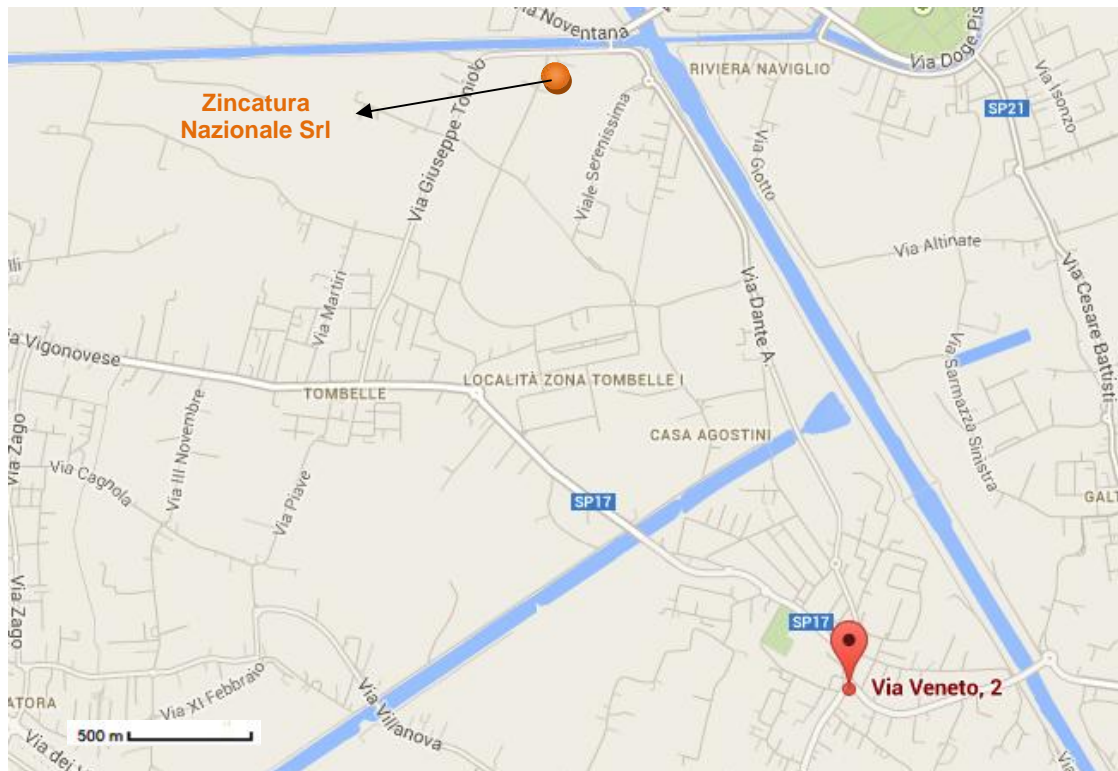 Via Noventana
Via Doge Pis
RIVIERA NAVIGLIO
Via Isonzo
Zincatura
Nazionale Srl
SP21
Via Giuseppe Toniolo
Viale Serenissima
Via Giotto
Via Altinate
Via Martiri
Via Dante A.
Via Cesare Battisti
ia Vigonovese
LOCALITÀ ZONA TOMBELLE I
TOMBELLE
Via Sarmazza Sinistra
CASA AGOSTINI
Via Zago
Via III Novembre
Via Cagnola
Via Piave
SP17
GALT
Via Zago
SP17
Via Veneto, 2
Via XI Febbraio
Via Villanova
ATORA
500 m
Via dei
Via